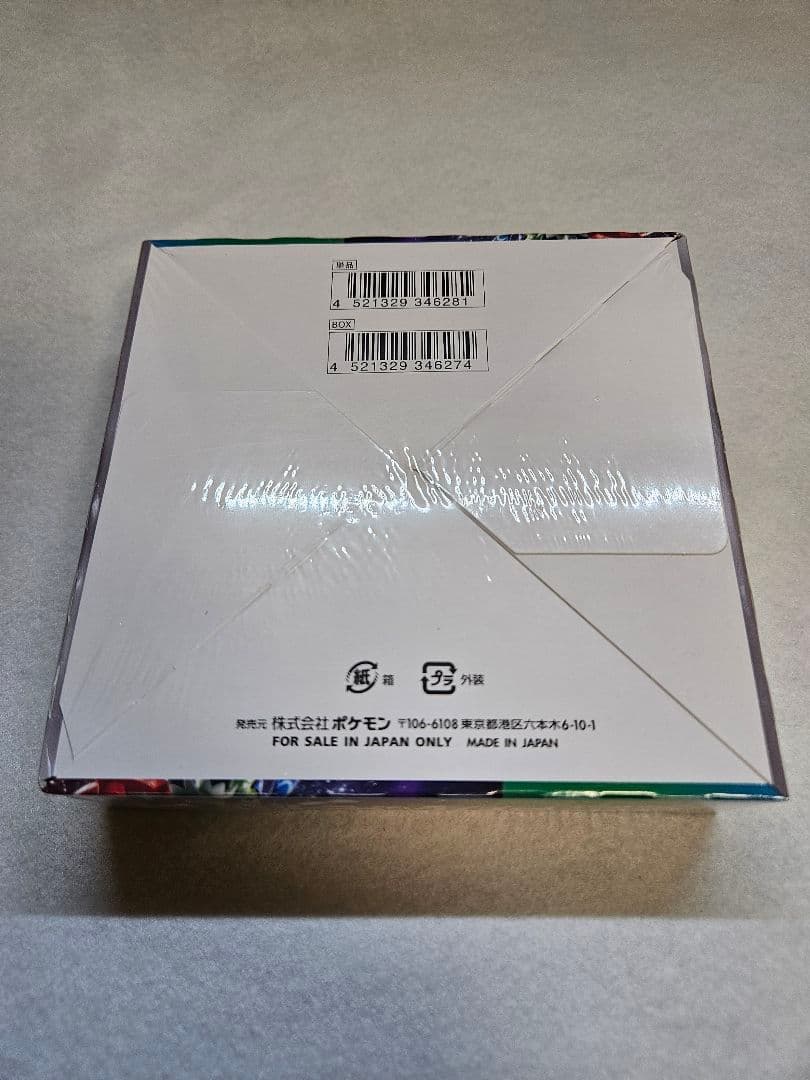 単品
4 521329 346281
BOX
4 521329 346274
紙 箱 プラ 外装
発売元 株式会社ポケモン 〒106-6108 東京都港区六本木6-10-1
FOR SALE IN JAPAN ONLY MADE IN JAPAN